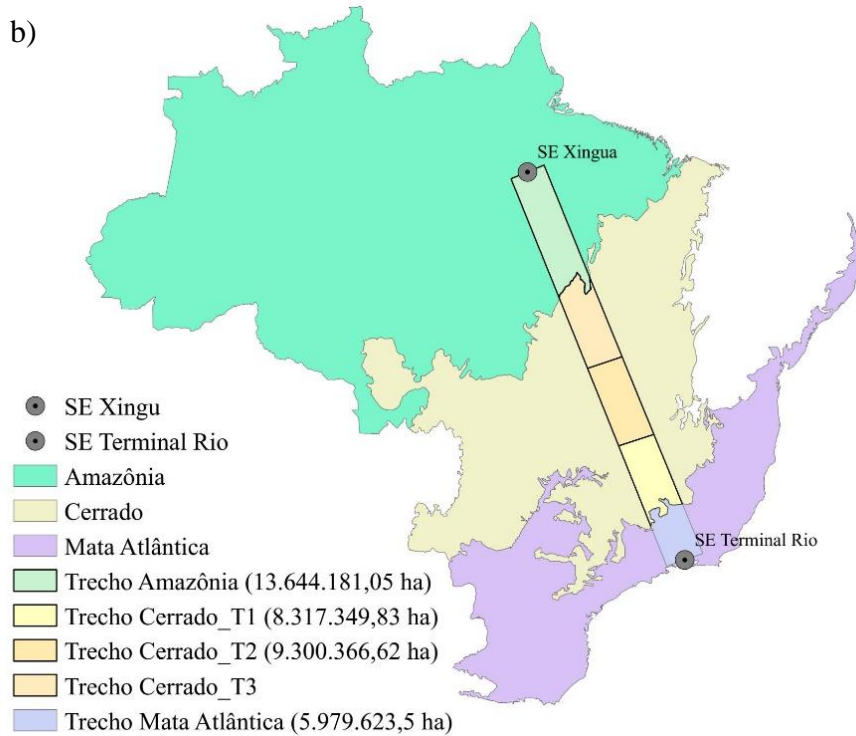 b)
SE Xingua
SE Xingu
SE Terminal Rio
Amazônia
Cerrado
Mata Atlântica
SE Terminal Rio
Trecho Amazônia (13.644.181,05 ha)
Trecho Cerrado_T1 (8.317.349,83 ha)
Trecho Cerrado_T2 (9.300.366,62 ha)
Trecho Cerrado_T3
Trecho Mata Atlântica (5.979.623,5 ha)